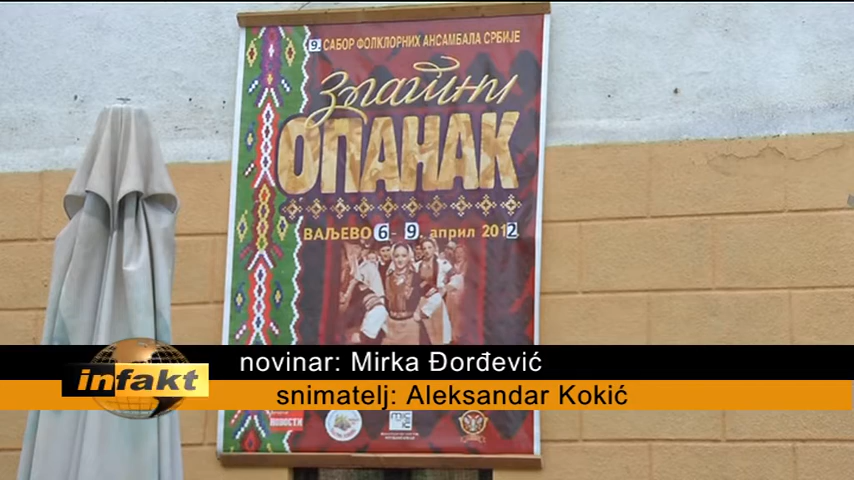 9. САБОР ФОЛКЛОРНИХ АНСАМБАЛА СРБИЈЕ
Златни
ОПАНАК
ВАЉЕВО 6-9. април 2012
infakt
novinar: Mirka Đorđević
snimatelj: Aleksandar Kokić
НОВОСТИ